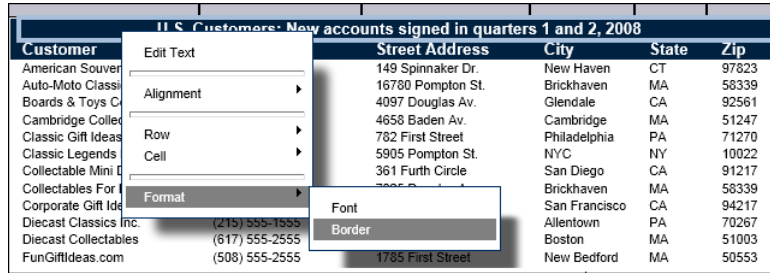 U.S. Customers: New accounts signed in quarters 1 and 2, 2008
Customer Street Address City State Zip
American Souver 149 Spinnaker Dr. New Haven CT 97823
Auto-Moto Classi 16780 Pompton St. Brickhaven MA 58339
Boards & Toys C 4097 Douglas Av. Glendale CA 92561
Cambridge Collec 4658 Baden Av. Cambridge MA 51247
Classic Gift Ideas 782 First Street Philadelphia PA 71270
Classic Legends 5905 Pompton St. NYC NY 10022
Collectable Mini D 361 Furth Circle San Diego CA 91217
Collectables For Brickhaven MA 58339
Corporate Gift Ide San Francisco CA 94217
Diecast Classics Inc. (215) 555-1555 Allentown PA 70267
Diecast Collectables (617) 555-2555 Boston MA 51003
FunGiftIdeas.com (508) 555-2555 1785 First Street New Bedford MA 50553
Edit Text
Alignment
Row
Cell
Format
Font
Border